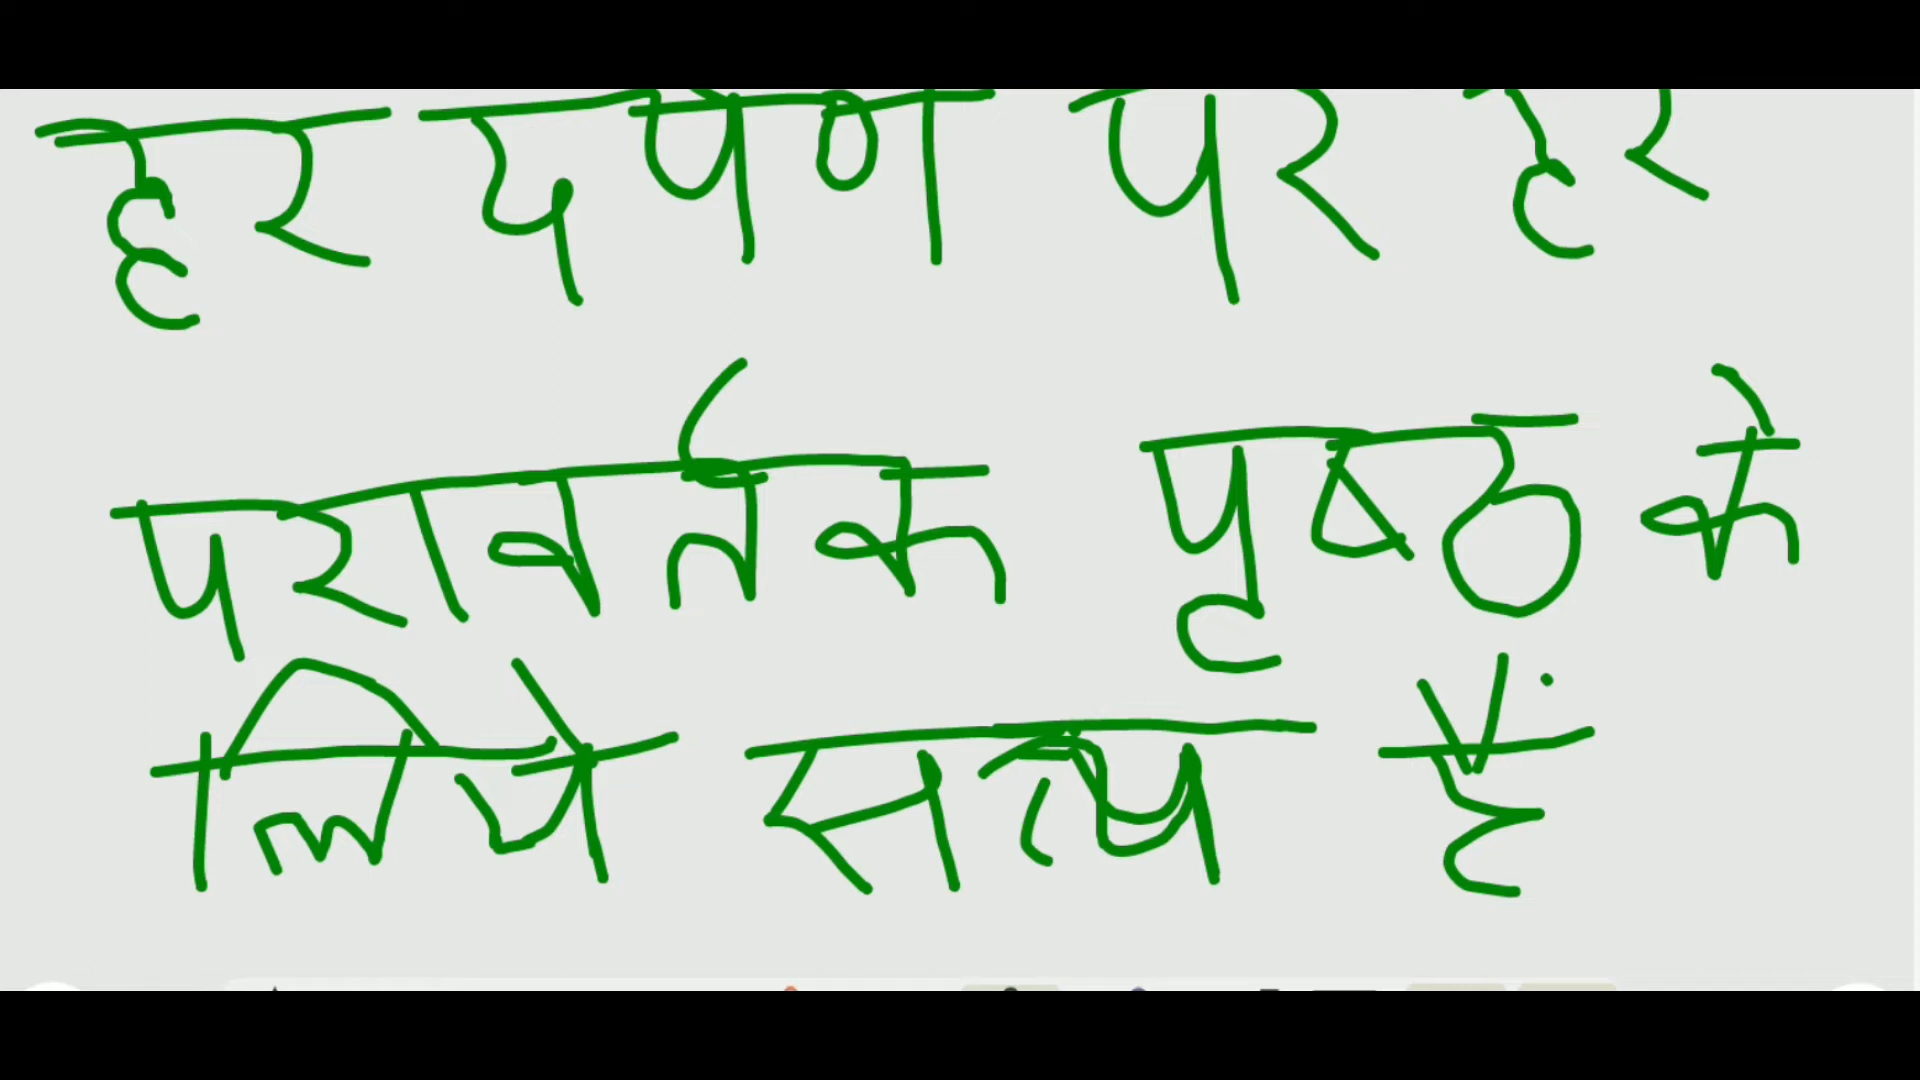 हर दर्पण पर हर
परावर्तक पृष्ठ के
लिये सत्य हैं